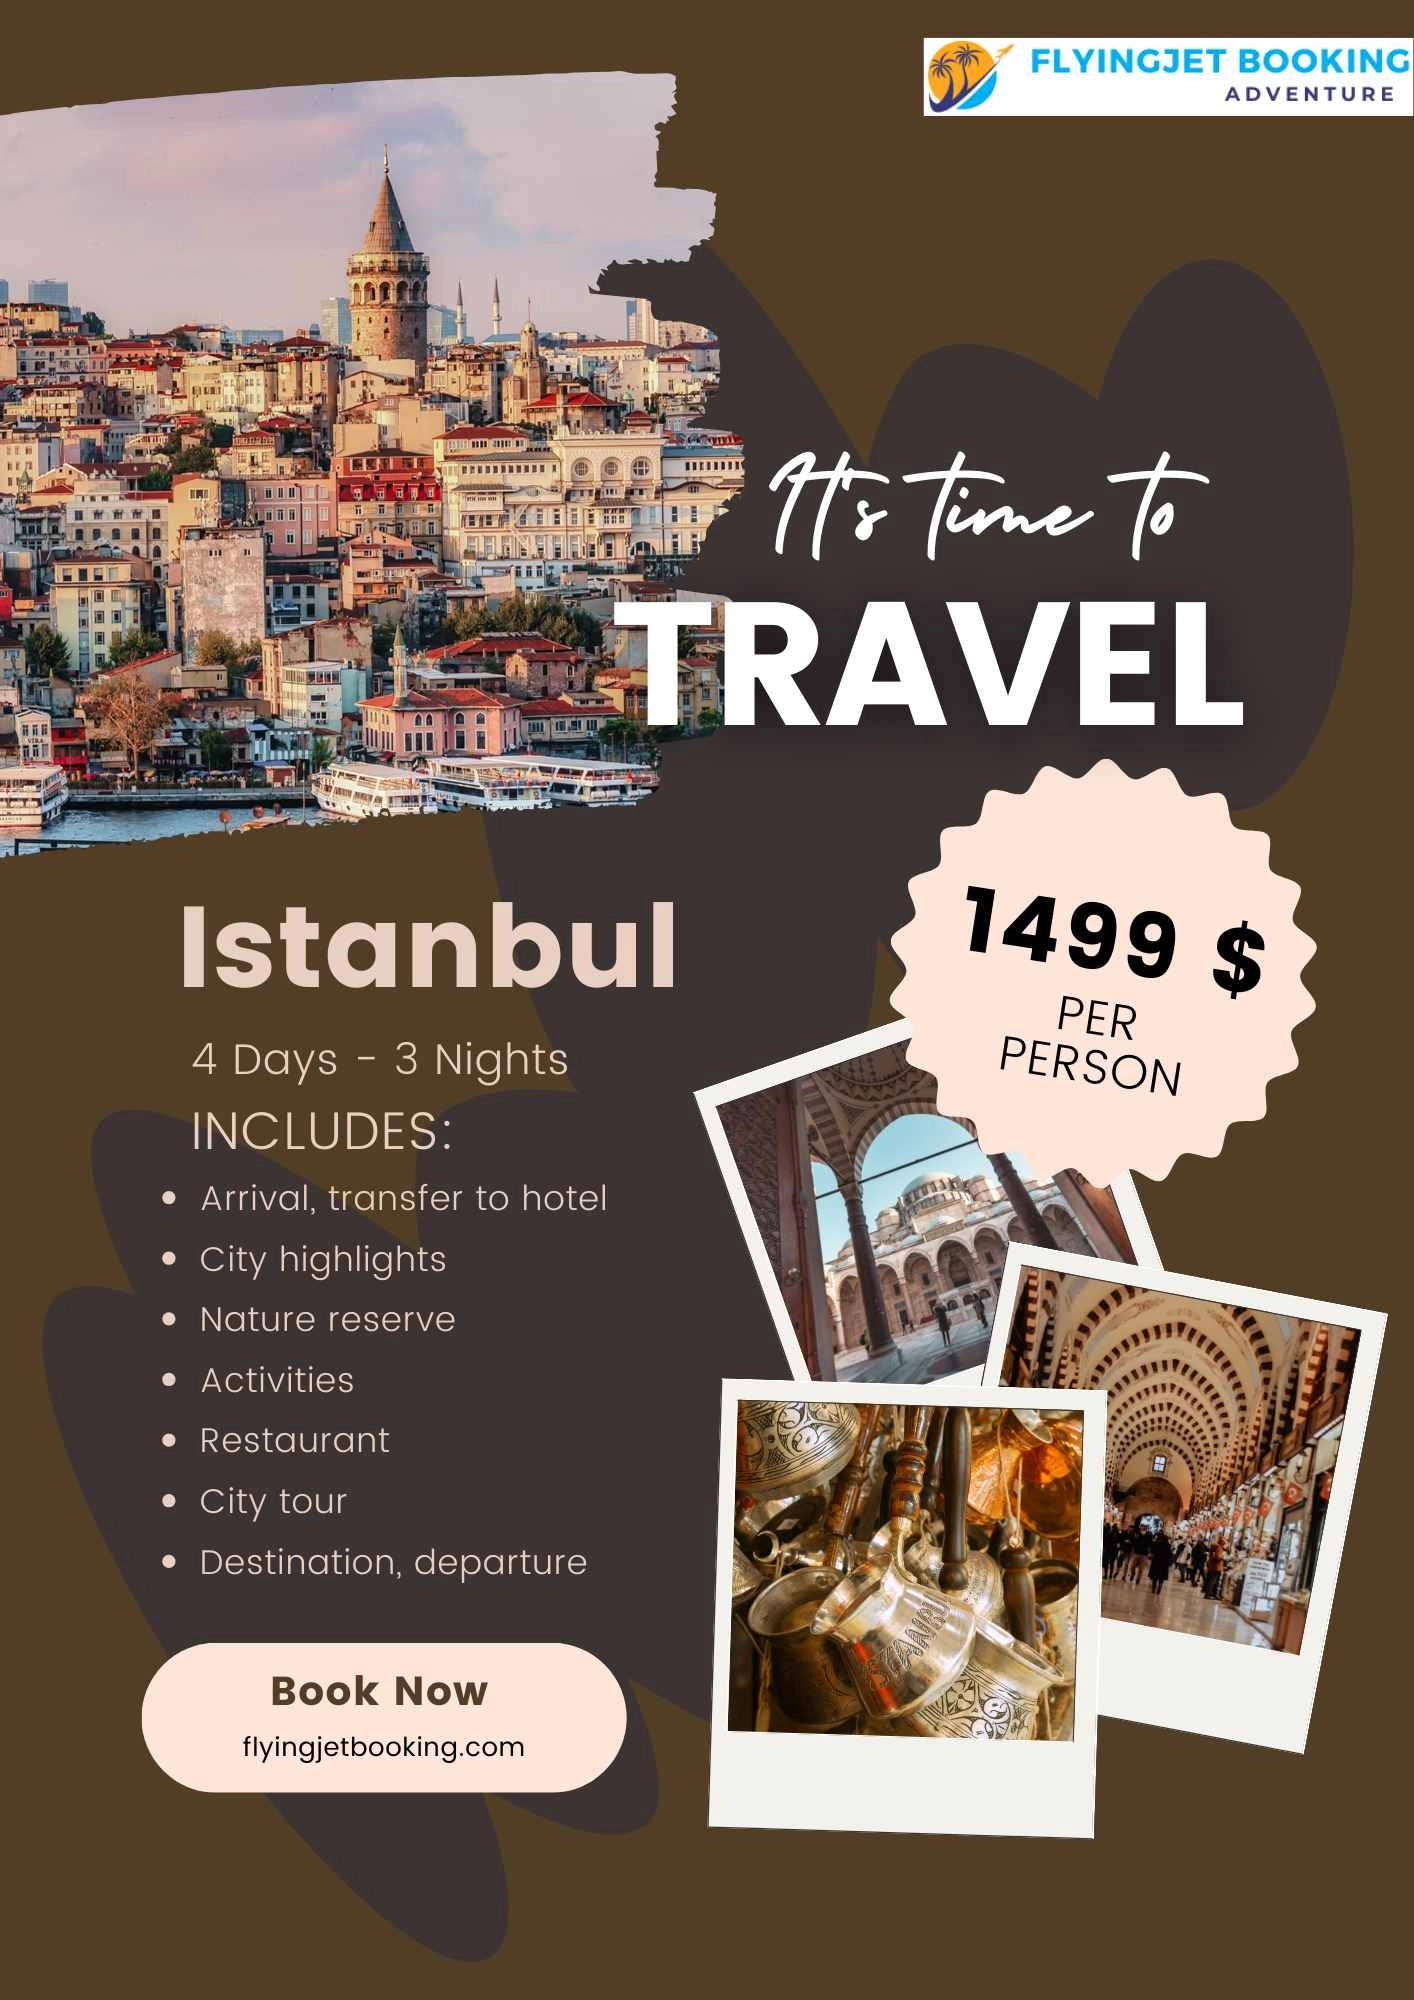 FLYINGJET BOOKING
ADVENTURE
It's time to
TRAVEL
1499 $
PER
PERSON
Istanbul
4 Days - 3 Nights
INCLUDES:
Arrival, transfer to hotel
City highlights
Nature reserve
Activities
Restaurant
City tour
Destination, departure
Book Now
flyingjetbooking.com